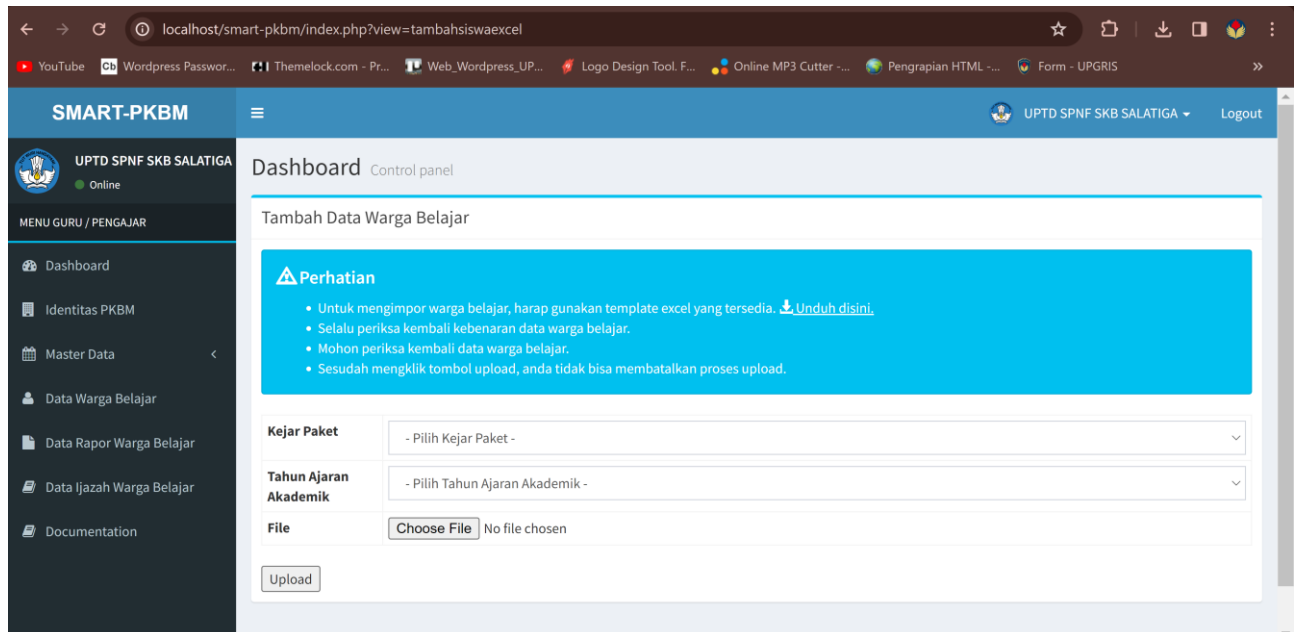 localhost/smart-pkbm/index.php?view=tambahsiswaexcel
YouTube Cb Wordpress Passwor... Themelock.com - Pr... Web_Wordpress_UP... Logo Design Tool. F... Online MP3 Cutter -... Pengrapian HTML -... Form - UPGRIS »
SMART-PKBM
UPTD SPNF SKB SALATIGA Logout
UPTD SPNF SKB SALATIGA
Online
MENU GURU / PENGAJAR
Dashboard
Identitas PKBM
Master Data
Data Warga Belajar
Data Rapor Warga Belajar
Data Ijazah Warga Belajar
Documentation
Dashboard Control panel
Tambah Data Warga Belajar
Perhatian
• Untuk mengimpor warga belajar, harap gunakan template excel yang tersedia. Unduh disini.
• Selalu periksa kembali kebenaran data warga belajar.
• Mohon periksa kembali data warga belajar.
• Sesudah mengklik tombol upload, anda tidak bisa membatalkan proses upload.
Kejar Paket - Pilih Kejar Paket -
Tahun Ajaran
Akademik - Pilih Tahun Ajaran Akademik -
File Choose File No file chosen
Upload